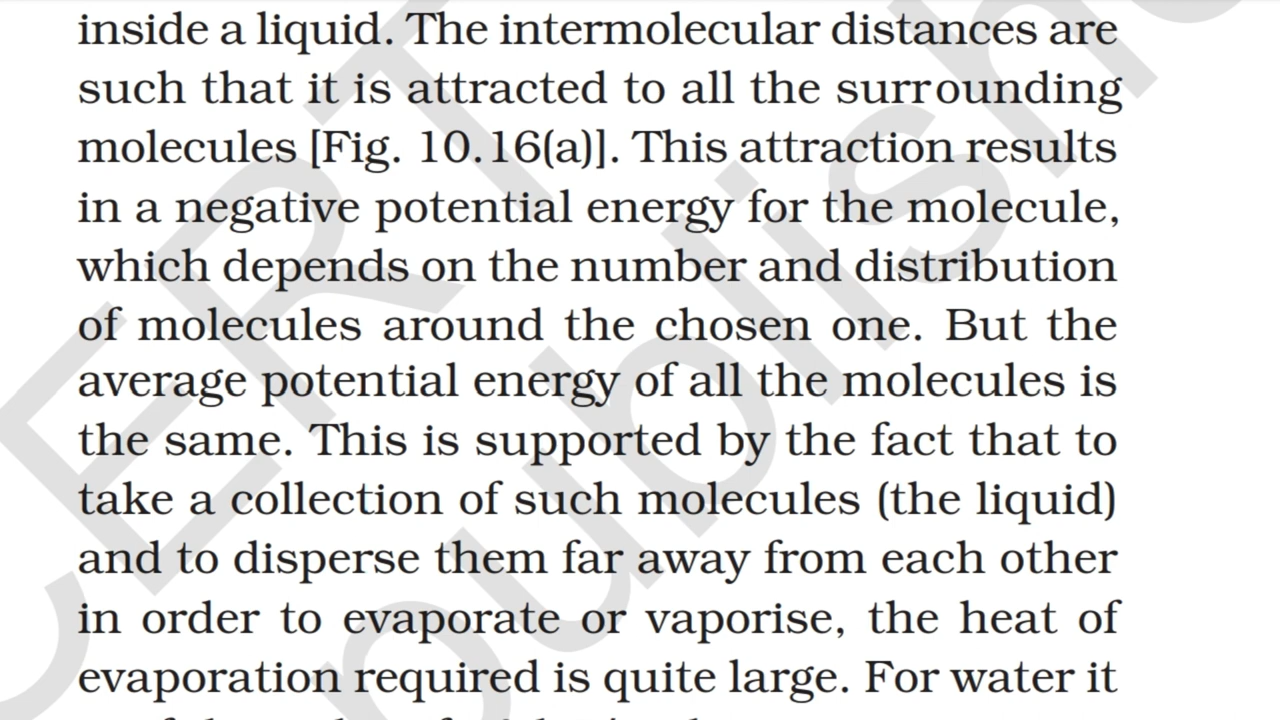 inside a liquid. The intermolecular distances are
such that it is attracted to all the surrounding
molecules [Fig. 10.16(a)]. This attraction results
in a negative potential energy for the molecule,
which depends on the number and distribution
of molecules around the chosen one. But the
average potential energy of all the molecules is
the same. This is supported by the fact that to
take a collection of such molecules (the liquid)
and to disperse them far away from each other
in order to evaporate or vaporise, the heat of
evaporation required is quite large. For water it